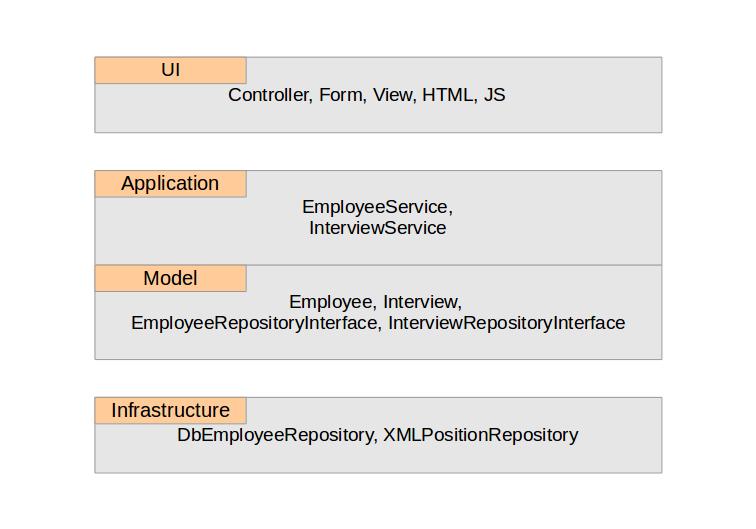 UI
Controller, Form, View, HTML, JS
Application
EmployeeService,
InterviewService
Model
Employee, Interview,
EmployeeRepositoryInterface, InterviewRepositoryInterface
Infrastructure
DbEmployeeRepository, XMLPositionRepository